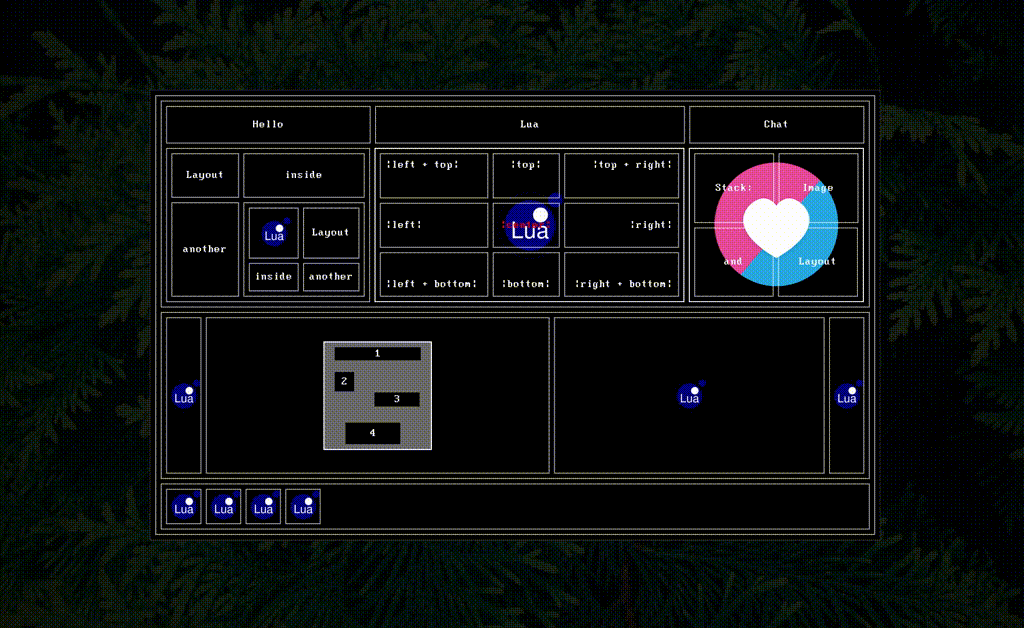 Hello
Lua
Chat
Layout
inside
another
Lua
Layout
inside
another
¦left + top¦
¦top¦
¦top + right¦
¦left¦
¦center¦
Lua
¦right¦
¦left + bottom¦
¦bottom¦
¦right + bottom¦
Stack:
Image
and
Layout
Lua
1
2
3
4
Lua
Lua
Lua
Lua
Lua
Lua